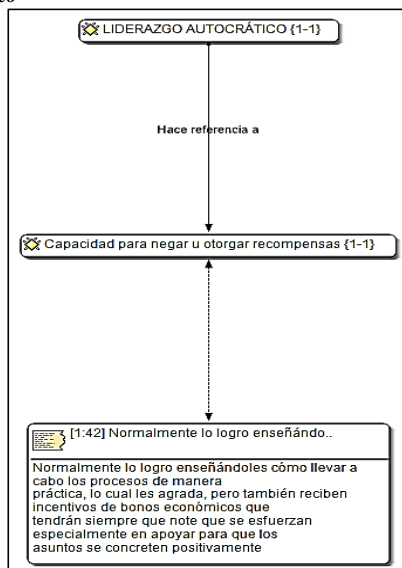 LIDERAZGO AUTOCRÁTICO {1-1}
Hace referencia a
Capacidad para negar u otorgar recompensas {1-1}
[1:42] Normalmente lo logro enseñándo..
Normalmente lo logro enseñándoles cómo llevar a
cabo los procesos de manera
práctica, lo cual les agrada, pero también reciben
incentivos de bonos económicos que
tendrán siempre que note que se esfuerzan
especialmente en apoyar para que los
asuntos se concreten positivamente